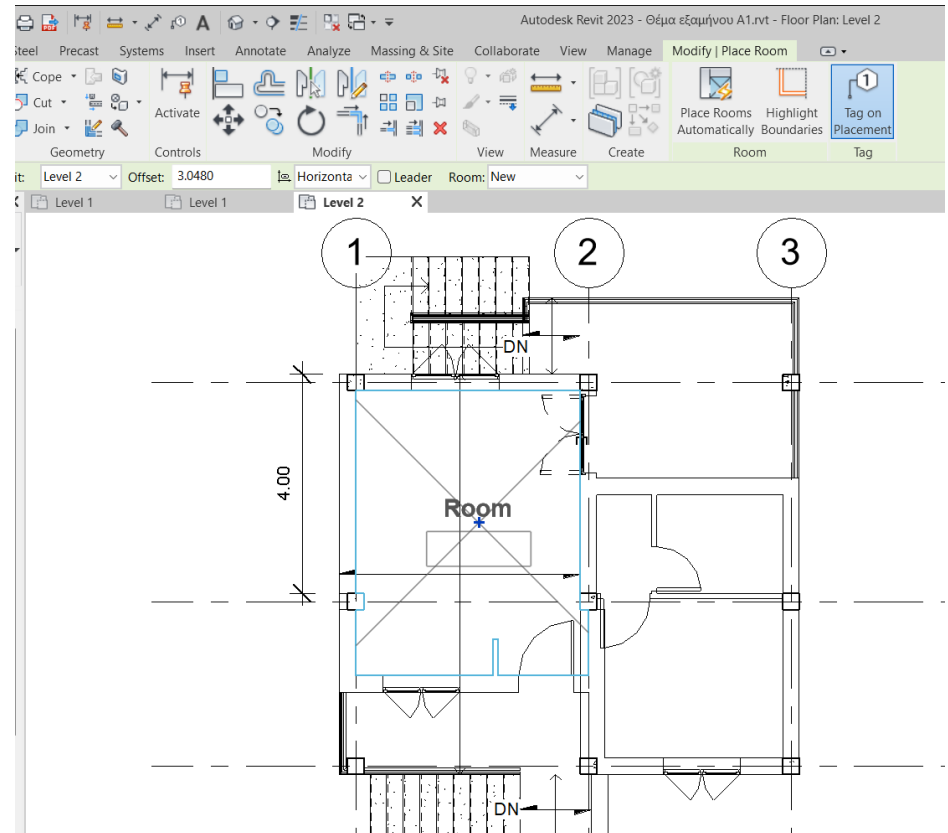 Autodesk Revit 2023 - Θέμα εξαμήνου A1.rvt - Floor Plan: Level 2
Steel Precast Systems Insert Annotate Analyze Massing & Site Collaborate View Manage Modify | Place Room
Cope
Cut
Join
Activate
Place Rooms Automatically
Highlight Boundaries
Tag on Placement
1
Geometry Controls Modify View Measure Create Room Tag
it: Level 2 Offset: 3.0480 Horizonta Leader Room: New
Level 1 Level 1 Level 2 X
1 2 3
DN
4.00
Room
DN